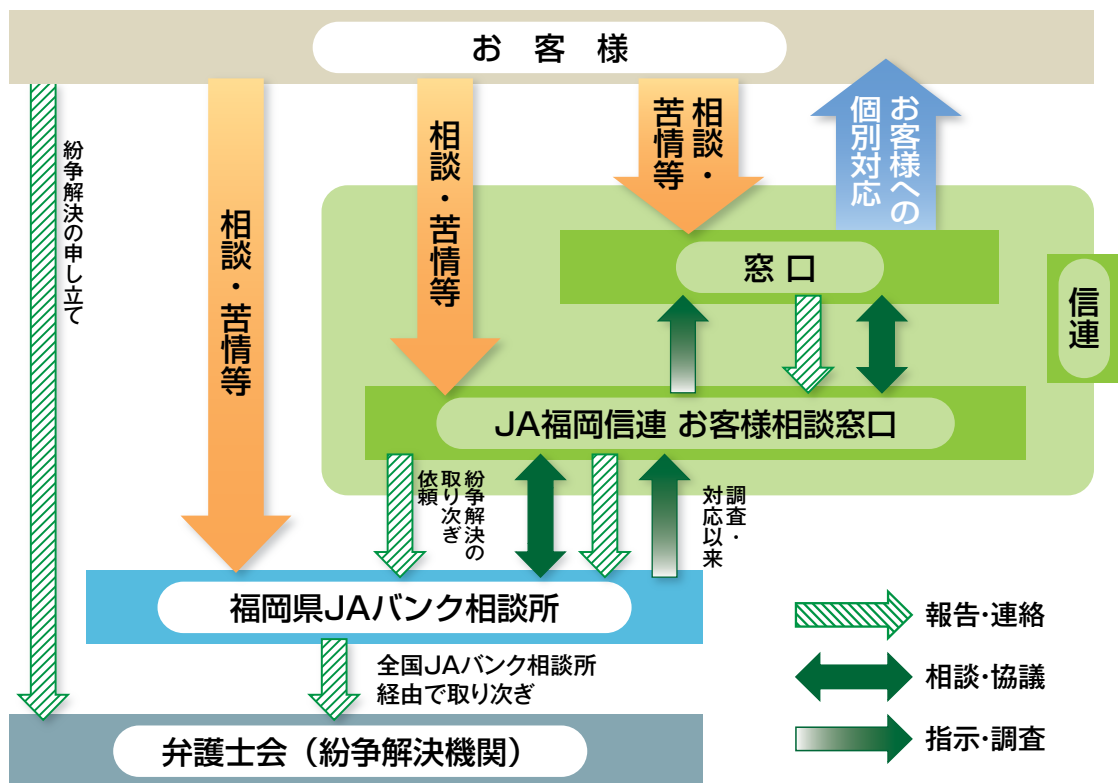 お 客 様
紛争解決の申し立て
相談・苦情等
相談・苦情等
相談・
苦情等
お客様への
個別対応
窓 口
信連
JA福岡信連 お客様相談窓口
紛争解決の
取り次ぎ
依頼
調査・
対応以来
福岡県JAバンク相談所
全国JAバンク相談所
経由で取り次ぎ
弁護士会（紛争解決機関）
報告･連絡
相談･協議
指示･調査